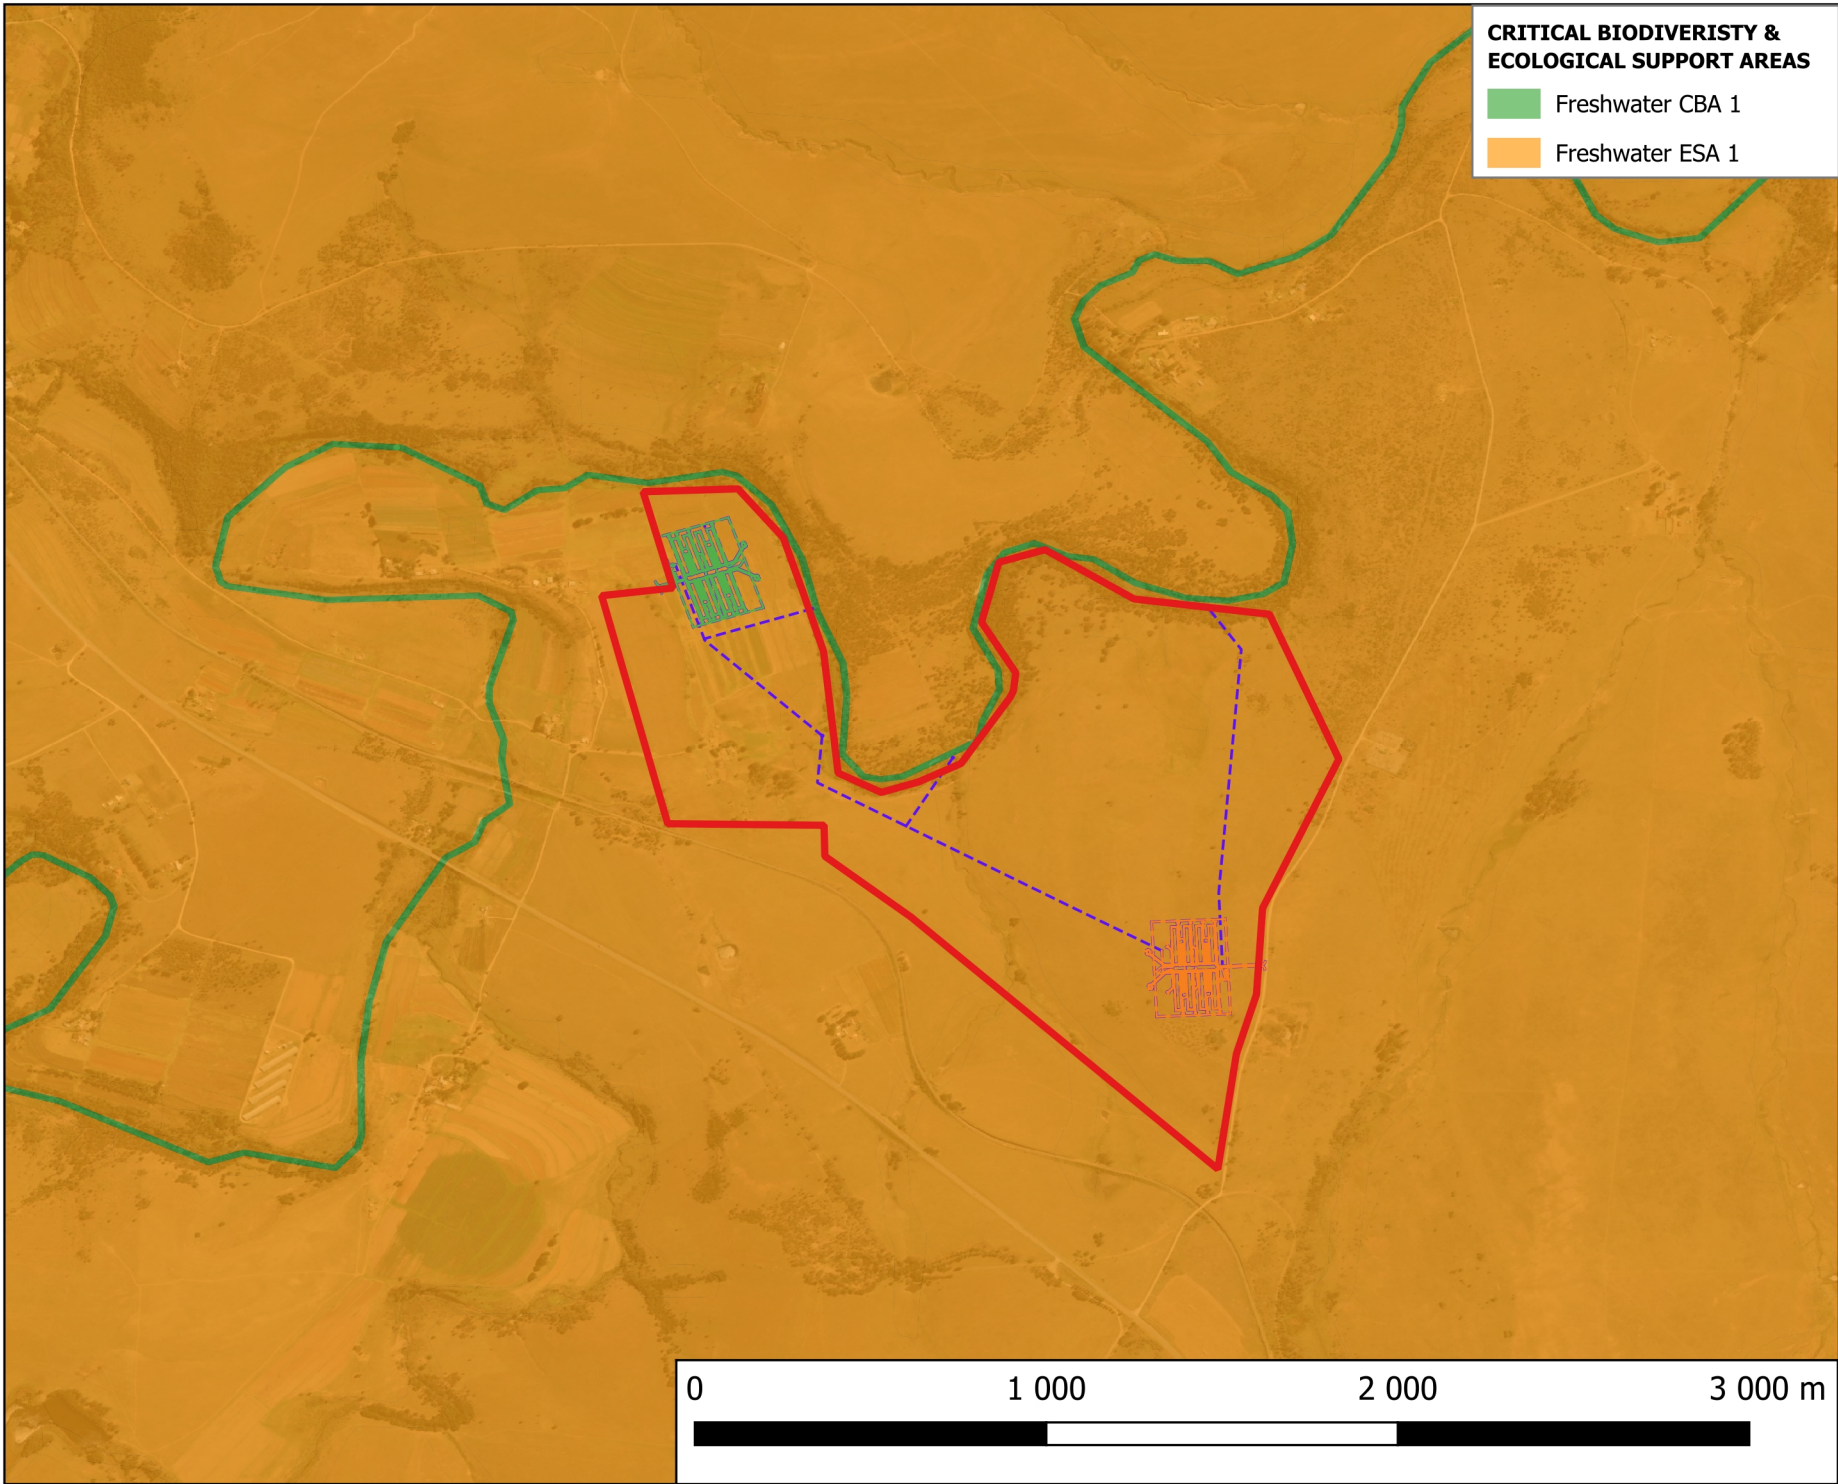 CRITICAL BIODIVERISTY &
ECOLOGICAL SUPPORT AREAS
Freshwater CBA 1
Freshwater ESA 1
0 1 000 2 000 3 000 m